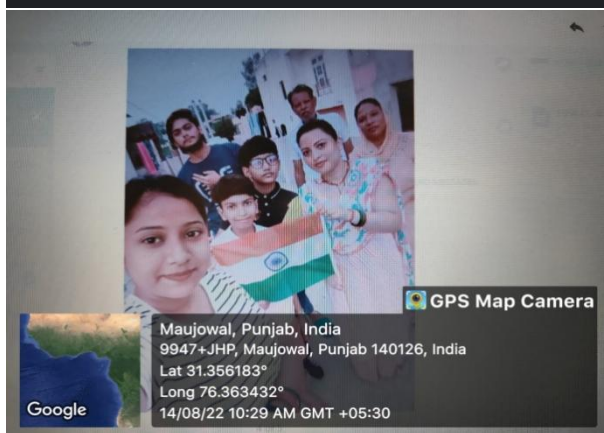 GPS Map Camera
Maujowal, Punjab, India
9947+JHP, Maujowal, Punjab 140126, India
Lat 31.356183°
Long 76.363432°
14/08/22 10:29 AM GMT +05:30
Google